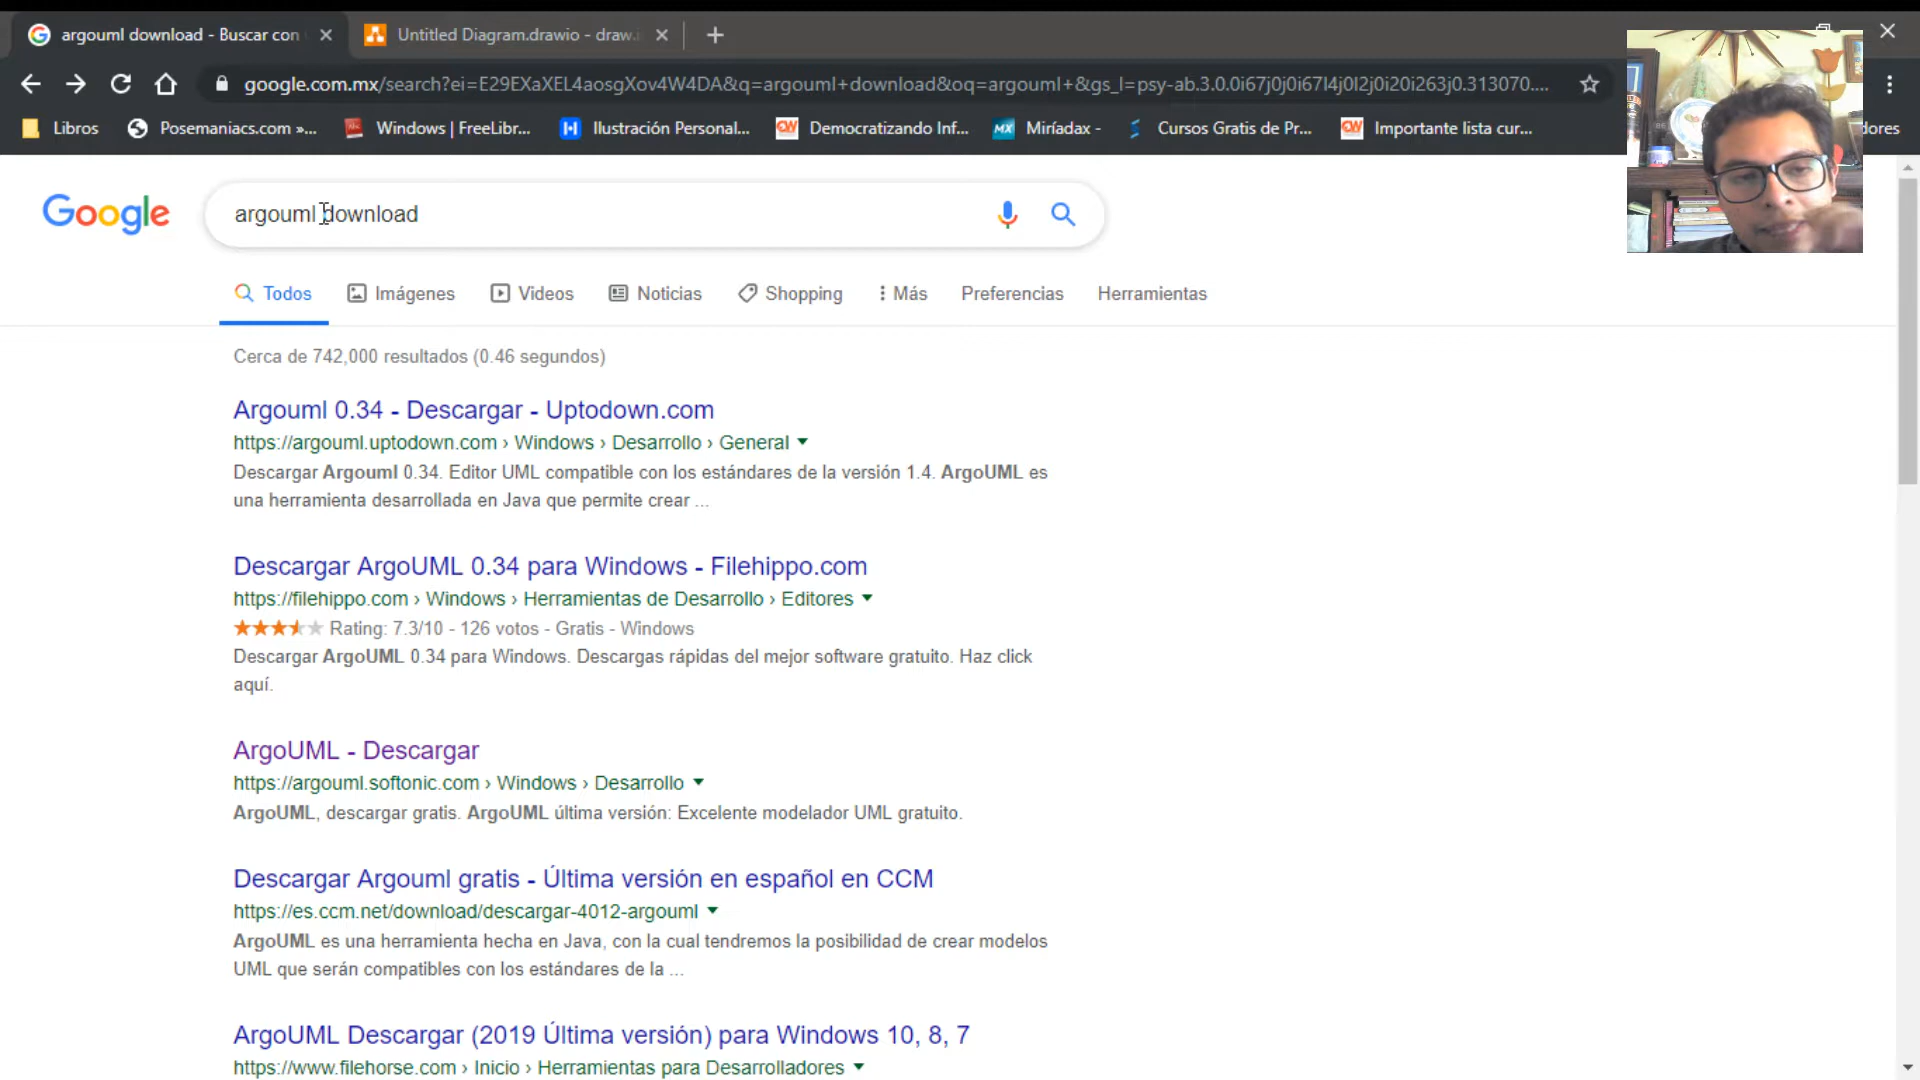 argouml download - Buscar con
Untitled Diagram.drawio - draw.i
google.com.mx/search?ei=E29EXaXEL4aosgXov4W4DA&q=argouml+download&oq=argouml+&gs_l=psy-ab.3.0.0i67j0j0i67l4j0l2j0i20i263j0.313070....
Libros
Posemaniacs.com »...
Windows | FreeLibr...
Ilustración Personal...
Democratizando Inf...
Miríadax -
Cursos Gratis de Pr...
Importante lista cur...
dores
Google
argouml download
Todos
Imágenes
Videos
Noticias
Shopping
Más
Preferencias
Herramientas
Cerca de 742,000 resultados (0.46 segundos)
Argouml 0.34 - Descargar - Uptodown.com
https://argouml.uptodown.com › Windows › Desarrollo › General
Descargar Argouml 0.34. Editor UML compatible con los estándares de la versión 1.4. ArgoUML es
una herramienta desarrollada en Java que permite crear ...
Descargar ArgoUML 0.34 para Windows - Filehippo.com
https://filehippo.com › Windows › Herramientas de Desarrollo › Editores
Rating: 7.3/10 - 126 votos - Gratis - Windows
Descargar ArgoUML 0.34 para Windows. Descargas rápidas del mejor software gratuito. Haz click
aquí.
ArgoUML - Descargar
https://argouml.softonic.com › Windows › Desarrollo
ArgoUML, descargar gratis. ArgoUML última versión: Excelente modelador UML gratuito.
Descargar Argouml gratis - Última versión en español en CCM
https://es.ccm.net/download/descargar-4012-argouml
ArgoUML es una herramienta hecha en Java, con la cual tendremos la posibilidad de crear modelos
UML que serán compatibles con los estándares de la ...
ArgoUML Descargar (2019 Última versión) para Windows 10, 8, 7
https://www.filehorse.com › Inicio › Herramientas para Desarrolladores